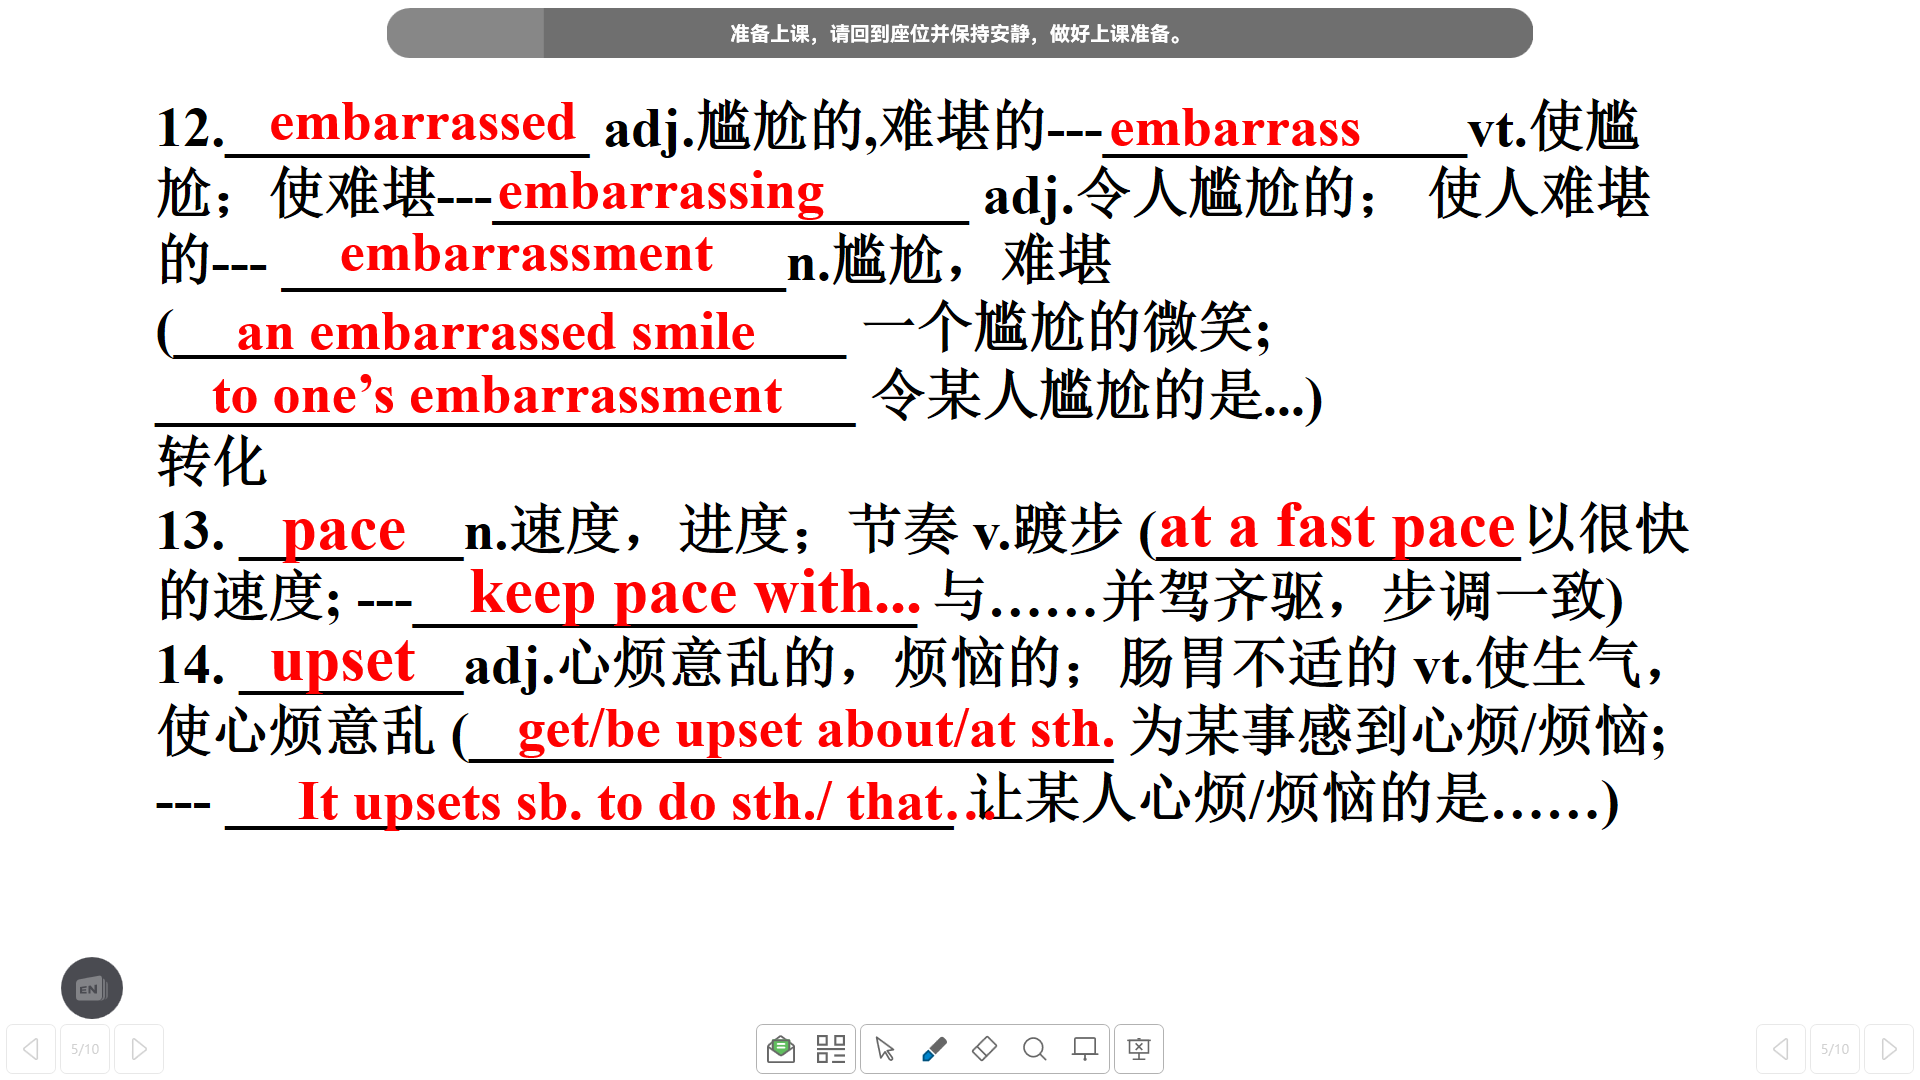 准备上课，请回到座位并保持安静，做好上课准备。
12. embarrassed adj.尴尬的,难堪的---embarrass vt.使尴
尬；使难堪---embarrassing adj.令人尴尬的； 使人难堪
的--- embarrassment n.尴尬，难堪
( an embarrassed smile 一个尴尬的微笑;
to one’s embarrassment 令某人尴尬的是...)
转化
13. pace n.速度，进度；节奏 v.踱步 (at a fast pace 以很快
的速度; --- keep pace with... 与……并驾齐驱，步调一致)
14. upset adj.心烦意乱的，烦恼的；肠胃不适的 vt.使生气，
使心烦意乱 ( get/be upset about/at sth. 为某事感到心烦/烦恼;
--- It upsets sb. to do sth./ that… 让某人心烦/烦恼的是……)
EN
5/10
5/10